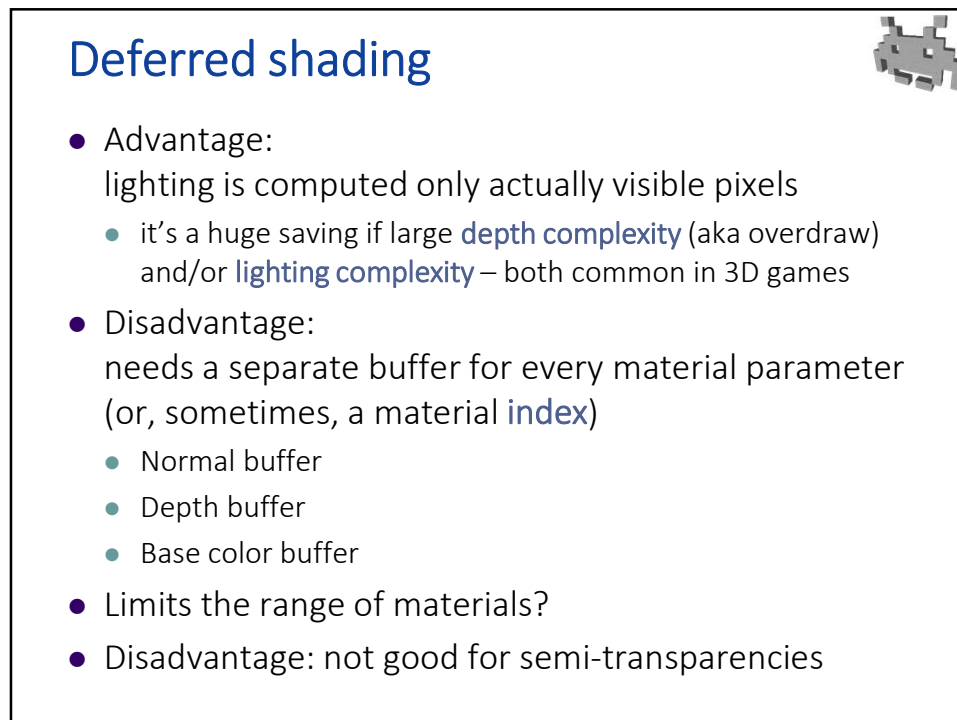 Deferred shading
● Advantage:
lighting is computed only actually visible pixels
● it's a huge saving if large depth complexity (aka overdraw)
and/or lighting complexity – both common in 3D games
● Disadvantage:
needs a separate buffer for every material parameter
(or, sometimes, a material index)
● Normal buffer
● Depth buffer
● Base color buffer
● Limits the range of materials?
● Disadvantage: not good for semi-transparencies